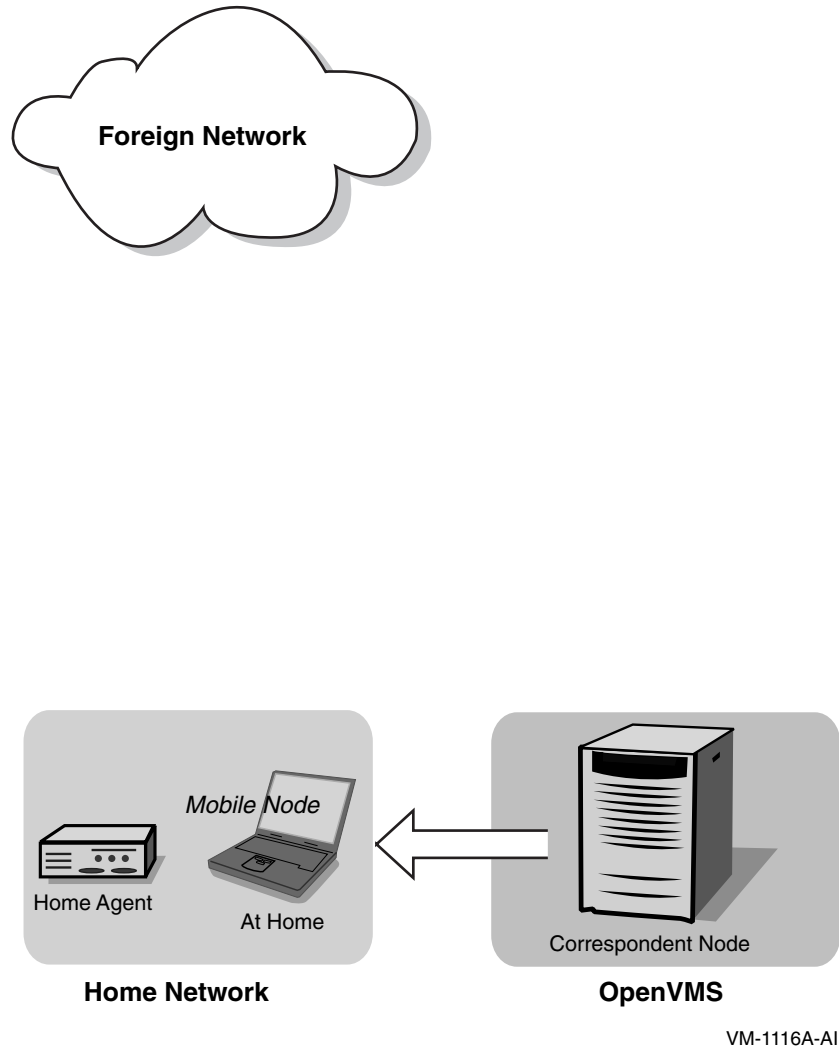 Foreign Network
Mobile Node
Home Agent
At Home
Correspondent Node
Home Network
OpenVMS
VM-1116A-AI